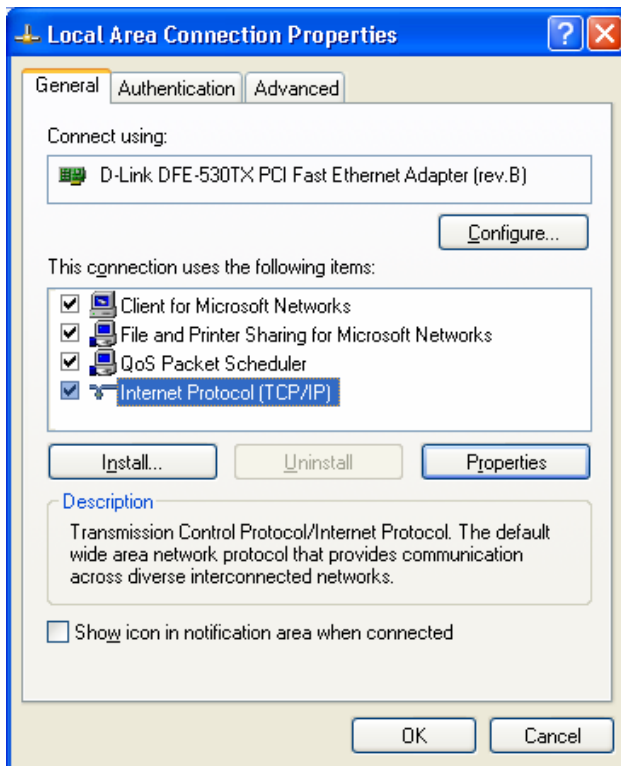 Local Area Connection Properties
General Authentication Advanced
Connect using:
D-Link DFE-530TX PCI Fast Ethernet Adapter (rev.B)
Configure...
This connection uses the following items:
Client for Microsoft Networks
File and Printer Sharing for Microsoft Networks
QoS Packet Scheduler
Internet Protocol (TCP/IP)
Install... Uninstall Properties
Description
Transmission Control Protocol/Internet Protocol. The default
wide area network protocol that provides communication
across diverse interconnected networks.
Show icon in notification area when connected
OK Cancel